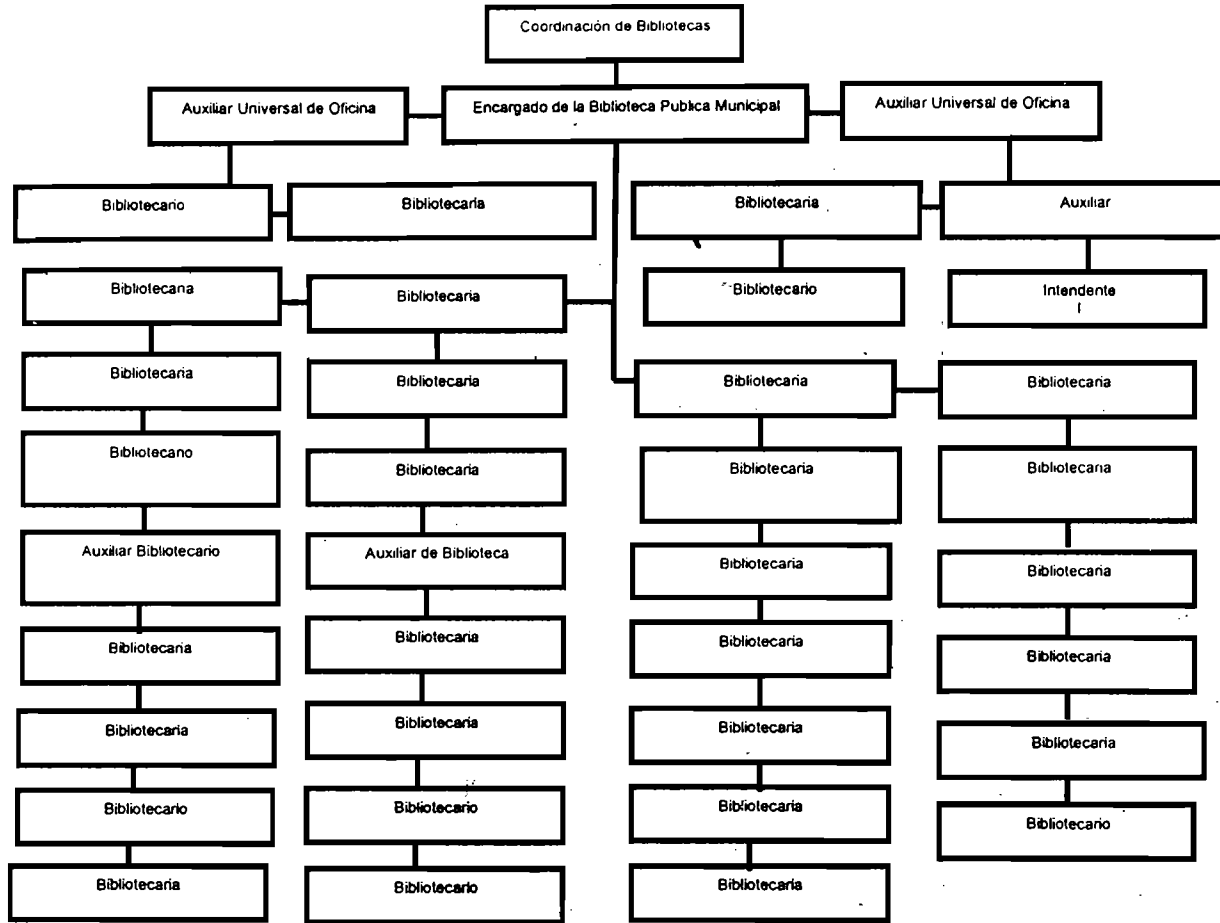 Coordinación de Bibliotecas
Auxiliar Universal de Oficina
Encargado de la Biblioteca Publica Municipal
Auxiliar Universal de Oficina
Bibliotecario
Bibliotecaria
Bibliotecaria
Auxiliar
Bibliotecario
Intendente
Bibliotecaria
Bibliotecaria
Bibliotecaria
Bibliotecaria
Bibliotecaria
Bibliotecaria
Bibliotecario
Bibliotecaria
Bibliotecaria
Bibliotecaria
Auxiliar Bibliotecario
Auxiliar de Biblioteca
Bibliotecaria
Bibliotecaria
Bibliotecaria
Bibliotecaria
Bibliotecaria
Bibliotecaria
Bibliotecaria
Bibliotecaria
Bibliotecaria
Bibliotecaria
Bibliotecario
Bibliotecario
Bibliotecaria
Bibliotecario
Bibliotecaria
Bibliotecario
Bibliotecaria